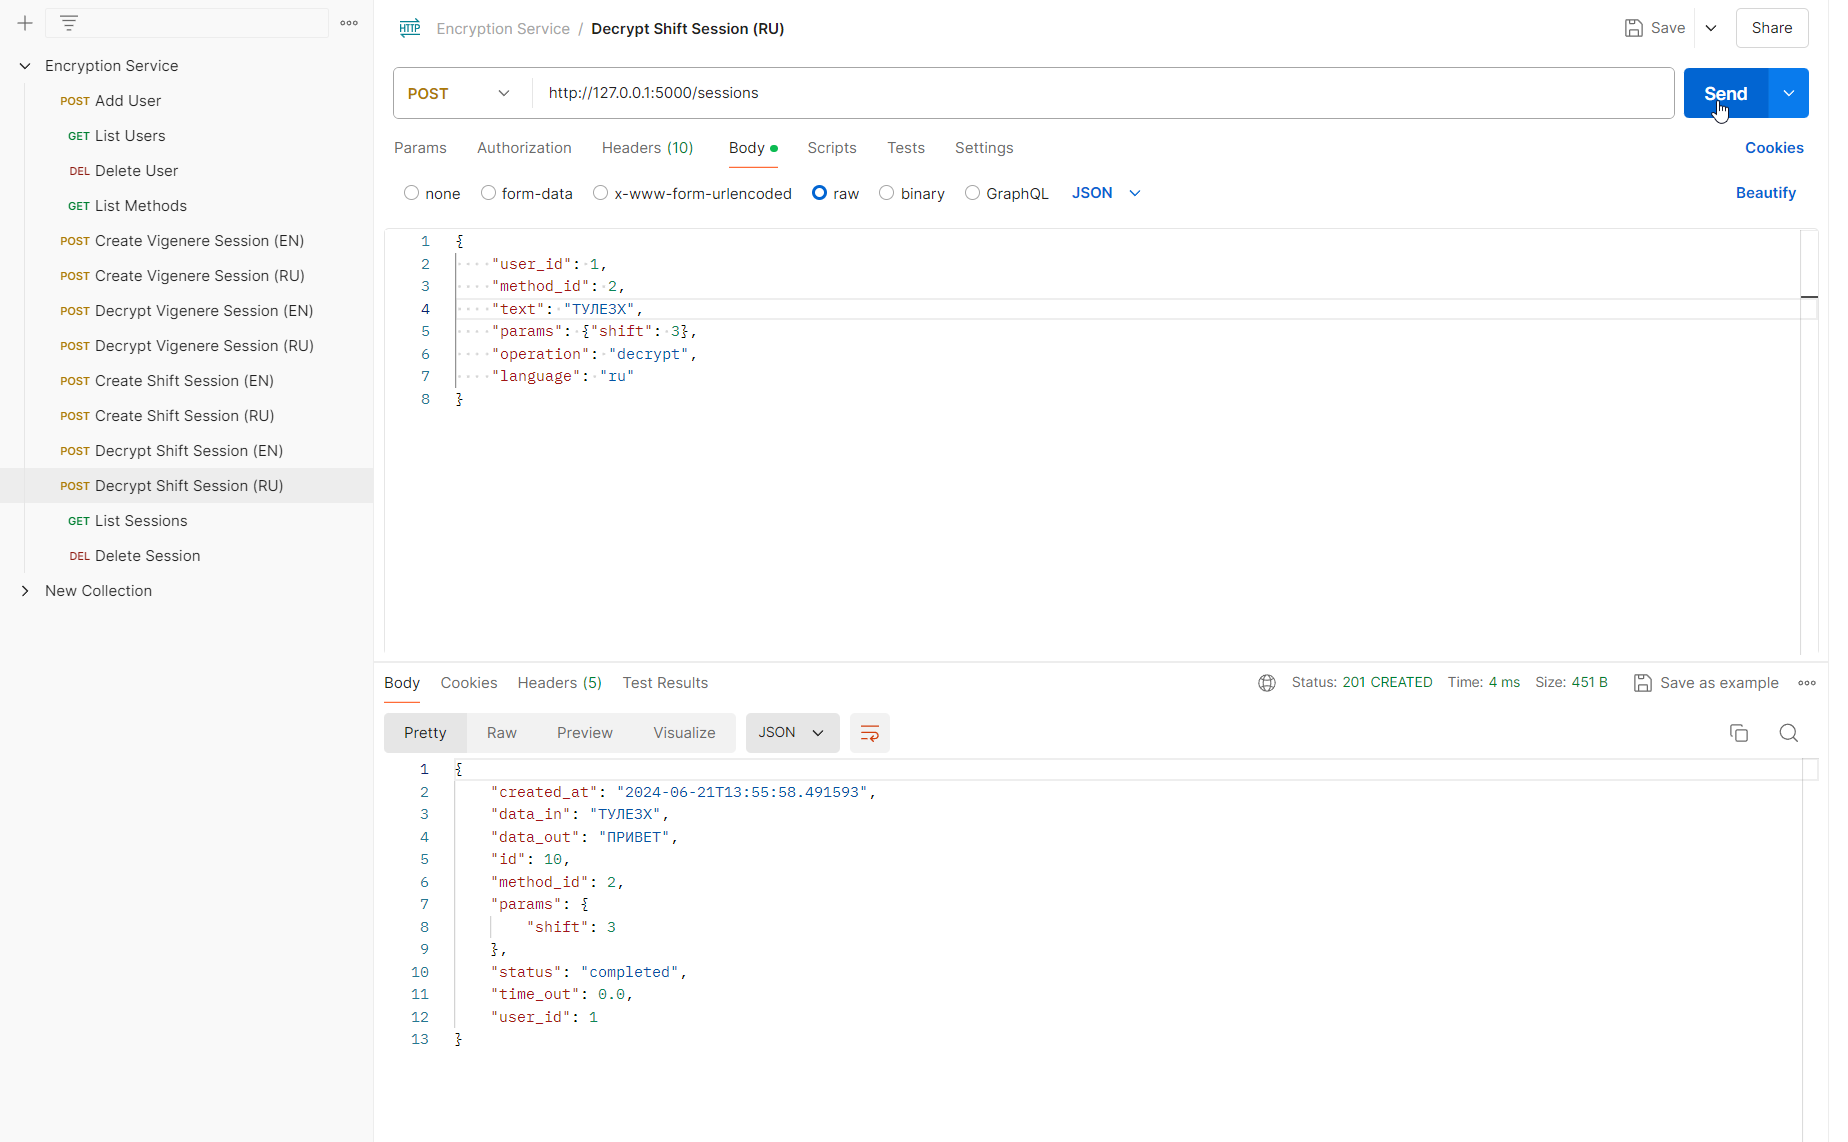 Encryption Service
POST Add User
GET List Users
DEL Delete User
GET List Methods
POST Create Vigenere Session (EN)
POST Create Vigenere Session (RU)
POST Decrypt Vigenere Session (EN)
POST Decrypt Vigenere Session (RU)
POST Create Shift Session (EN)
POST Create Shift Session (RU)
POST Decrypt Shift Session (EN)
POST Decrypt Shift Session (RU)
GET List Sessions
DEL Delete Session
New Collection
HTTP Encryption Service / Decrypt Shift Session (RU) Save Share
POST http://127.0.0.1:5000/sessions Send
Params Authorization Headers (10) Body Scripts Tests Settings Cookies
none form-data x-www-form-urlencoded raw binary GraphQL JSON Beautify
1 {
2 "user_id": 1,
3 "method_id": 2,
4 "text": "ТУЛЕЗХ",
5 "params": {"shift": 3},
6 "operation": "decrypt",
7 "language": "ru"
8 }
Body Cookies Headers (5) Test Results Status: 201 CREATED Time: 4 ms Size: 451 B Save as example
Pretty Raw Preview Visualize JSON
1 {
2 "created_at": "2024-06-21T13:55:58.491593",
3 "data_in": "ТУЛЕЗХ",
4 "data_out": "ПРИВЕТ",
5 "id": 10,
6 "method_id": 2,
7 "params": {
8 "shift": 3
9 },
10 "status": "completed",
11 "time_out": 0.0,
12 "user_id": 1
13 }